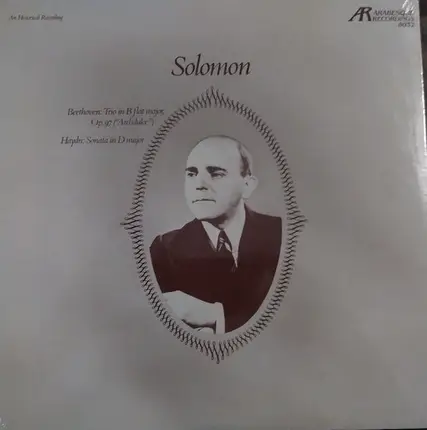 An Historical Recording
AR ARABESQUE
RECORDINGS
8032
Solomon
Beethoven: Trio in B flat major,
Op. 97 ("Archduke")
Haydn: Sonata in D major